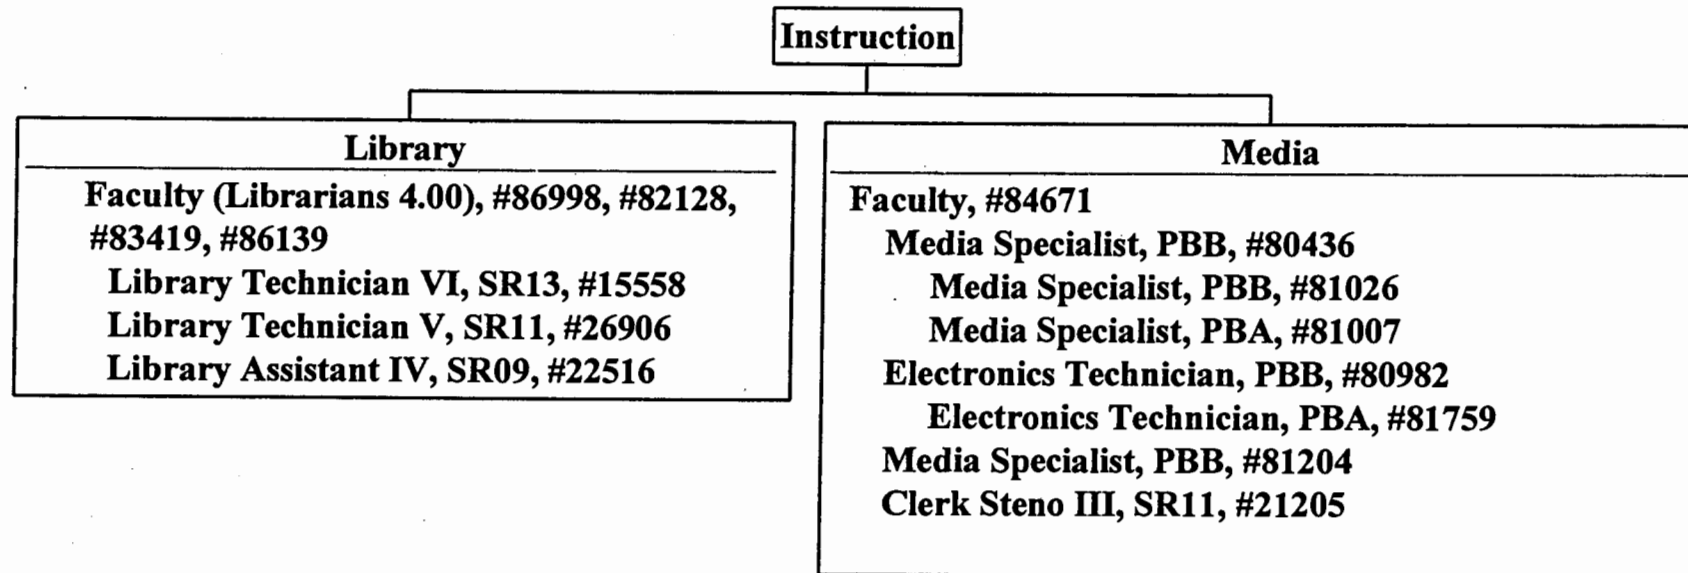 Instruction
Library
Faculty (Librarians 4.00), #86998, #82128,
#83419, #86139
Library Technician VI, SR13, #15558
Library Technician V, SR11, #26906
Library Assistant IV, SR09, #22516
Media
Faculty, #84671
Media Specialist, PBB, #80436
Media Specialist, PBB, #81026
Media Specialist, PBA, #81007
Electronics Technician, PBB, #80982
Electronics Technician, PBA, #81759
Media Specialist, PBB, #81204
Clerk Steno III, SR11, #21205